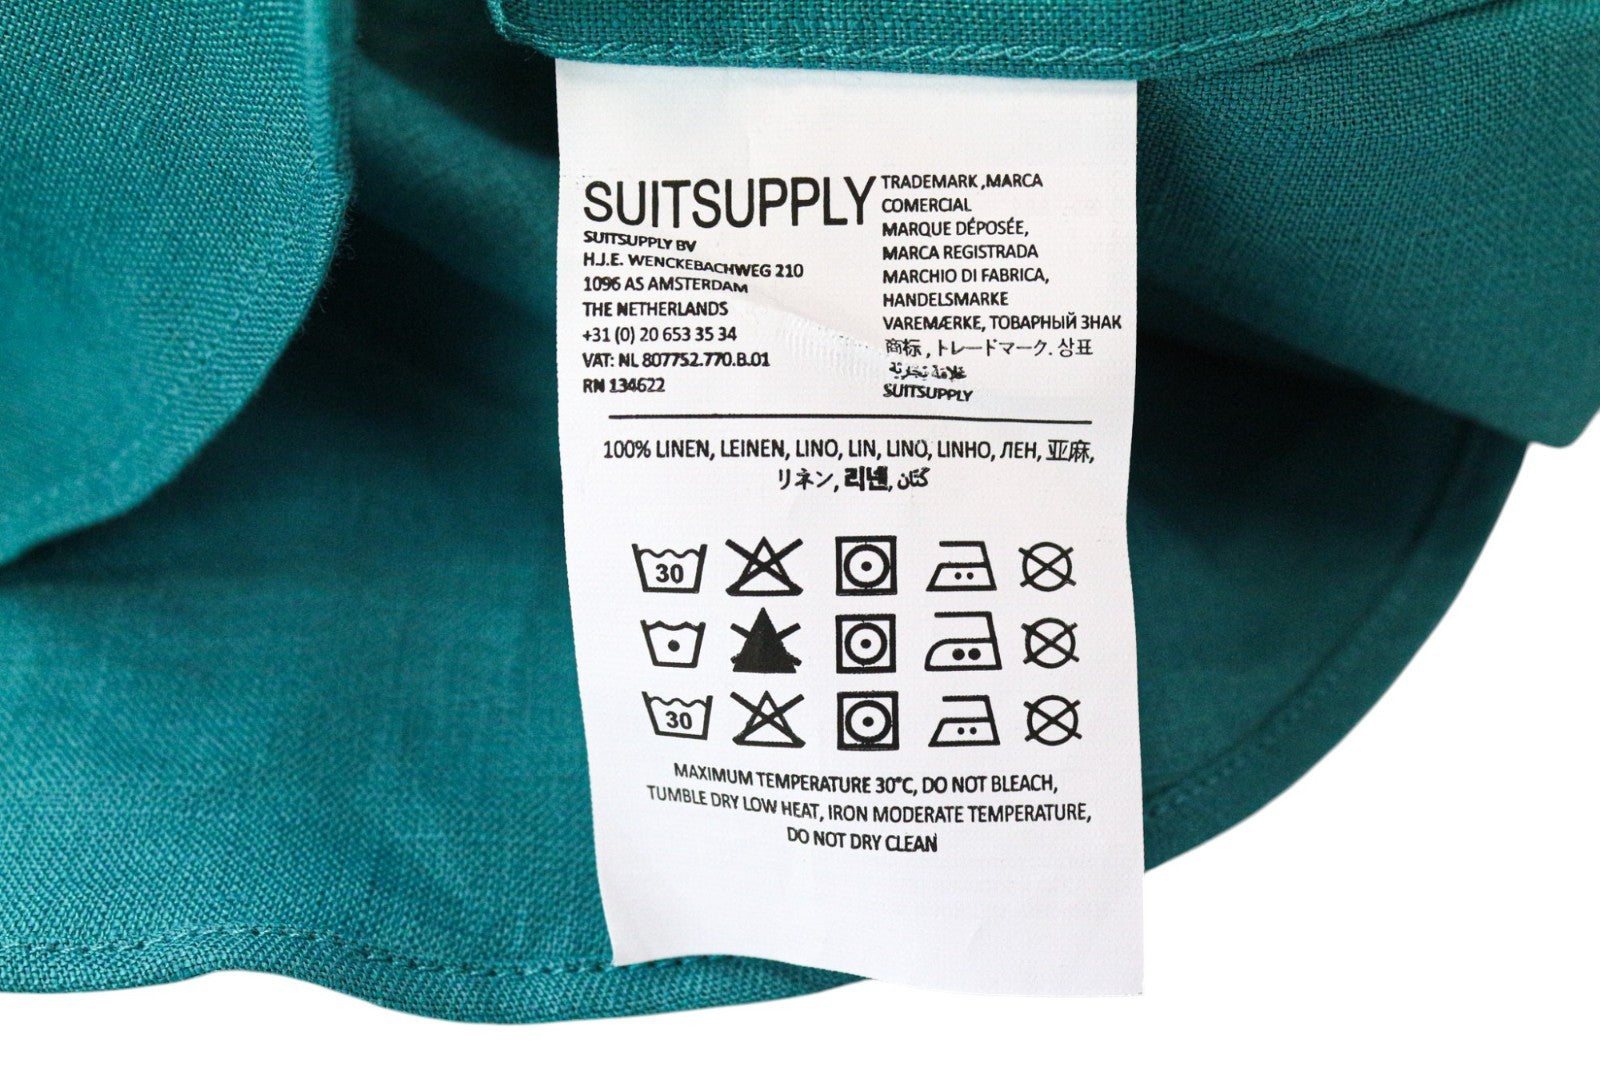 SUITSUPPLY
SUITSUPPLY BV
H.J.E. WENCKEBACHWEG 210
1096 AS AMSTERDAM
THE NETHERLANDS
+31 (0) 20 653 35 34
VAT: NL 807752.770.B.01
RN 134622
TRADEMARK ,MARCA
COMERCIAL
MARQUE DÉPOSÉE,
MARCA REGISTRADA
MARCHIO DI FABRICA,
HANDELSMARKE
VAREMÆRKE, ТОВАРНЫЙ ЗНАК
商标 , トレードマーク. 상표
SUITSUPPLY
100% LINEN, LEINEN, LINO, LIN, LINO, LINHO, ЛЕН, 亚麻,
リネン, 리넨, كتان
30
30
MAXIMUM TEMPERATURE 30°C, DO NOT BLEACH,
TUMBLE DRY LOW HEAT, IRON MODERATE TEMPERATURE,
DO NOT DRY CLEAN